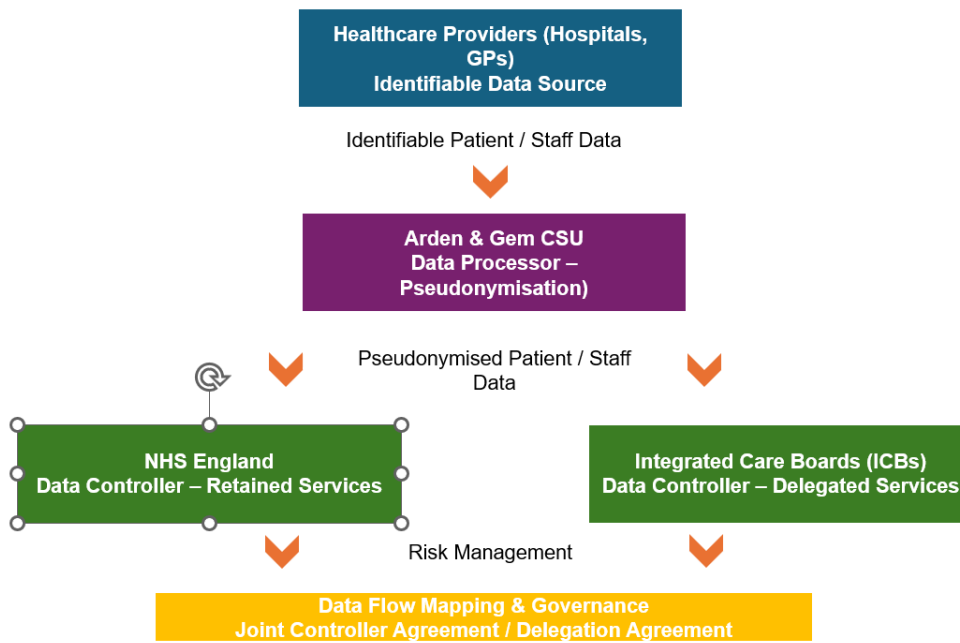 Healthcare Providers (Hospitals,
GPs)
Identifiable Data Source
Identifiable Patient / Staff Data
Arden & Gem CSU
Data Processor –
Pseudonymisation)
Pseudonymised Patient / Staff
Data
NHS England
Data Controller – Retained Services
Integrated Care Boards (ICBs)
Data Controller – Delegated Services
Risk Management
Data Flow Mapping & Governance
Joint Controller Agreement / Delegation Agreement